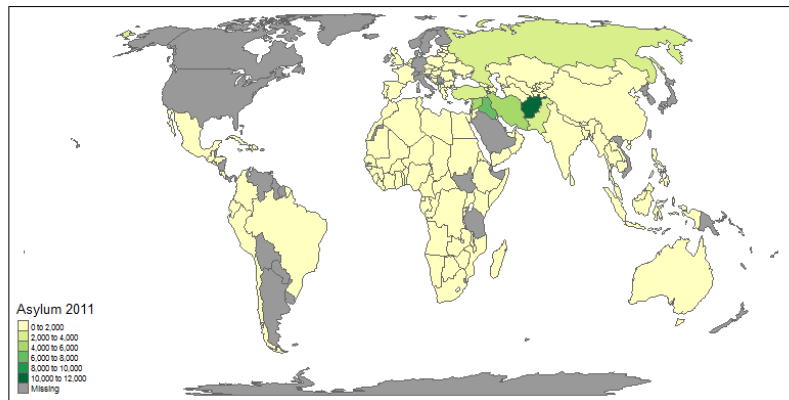 Asylum 2011
0 to 2,000
2,000 to 4,000
4,000 to 6,000
6,000 to 8,000
8,000 to 10,000
10,000 to 12,000
Missing